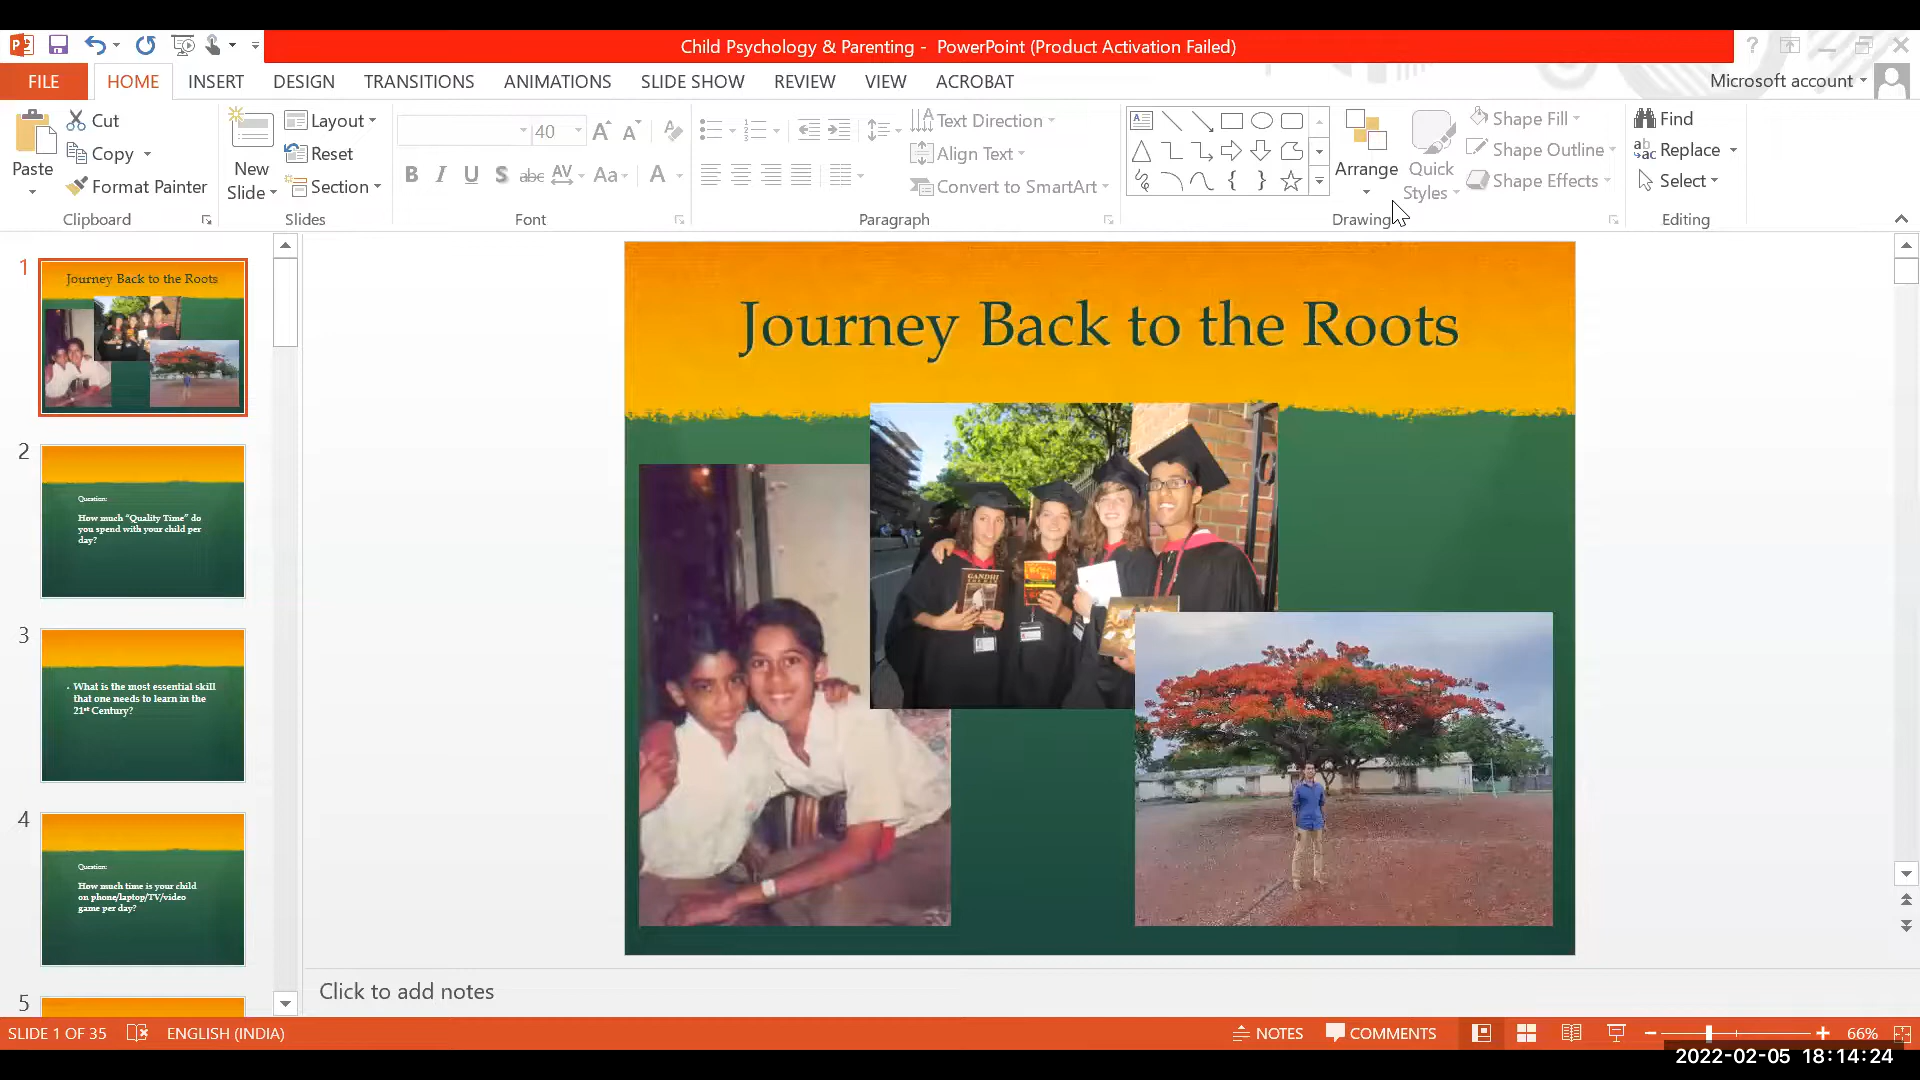 Child Psychology & Parenting - PowerPoint (Product Activation Failed)
FILE HOME INSERT DESIGN TRANSITIONS ANIMATIONS SLIDE SHOW REVIEW VIEW ACROBAT Microsoft account
Paste
Cut
Copy
Format Painter
Clipboard
New
Slide
Layout
Reset
Section
Slides
40
B I U S abc AV Aa A
Font
Text Direction
Align Text
Convert to SmartArt
Paragraph
Arrange
Quick
Styles
Shape Fill
Shape Outline
Shape Effects
Drawing
Find
Replace
Select
Editing
1
Journey Back to the Roots
2
Question:
How much "Quality Time" do
you spend with your child per
day?
3
What is the most essential skill
that one needs to learn in the
21st Century?
4
Question:
How much time is your child
on phone/laptop/TV/video
game per day?
5
Journey Back to the Roots
GANDHI
Click to add notes
SLIDE 1 OF 35 ENGLISH (INDIA) NOTES COMMENTS 66%
2022-02-05 18:14:24